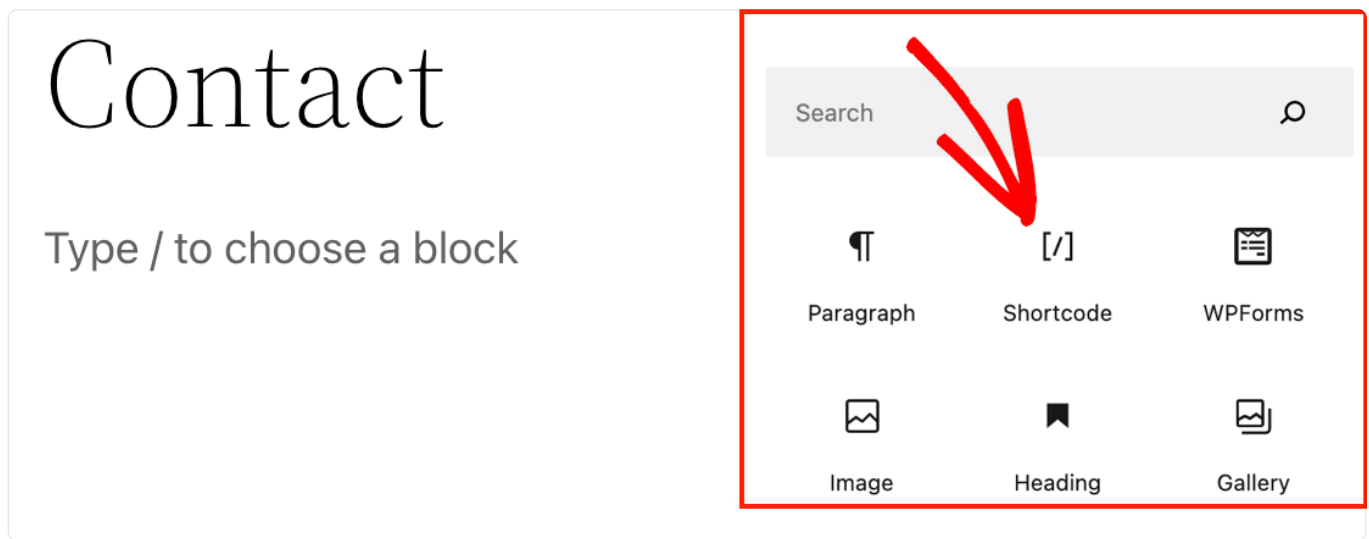 Contact
Type / to choose a block
Search
Paragraph
Shortcode
WPForms
Image
Heading
Gallery